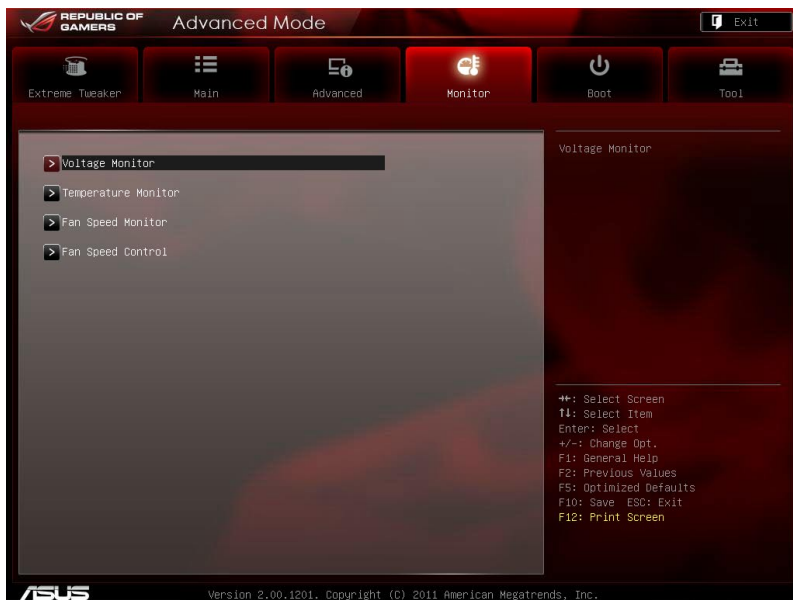 REPUBLIC OF
GAMERS
Advanced Mode
Exit
Extreme Tweaker
Main
Advanced
Monitor
Boot
Tool
> Voltage Monitor
> Temperature Monitor
> Fan Speed Monitor
> Fan Speed Control
Voltage Monitor
→←: Select Screen
↑↓: Select Item
Enter: Select
+/-: Change Opt.
F1: General Help
F2: Previous Values
F5: Optimized Defaults
F10: Save ESC: Exit
F12: Print Screen
ASUS
Version 2.00.1201. Copyright (C) 2011 American Megatrends, Inc.